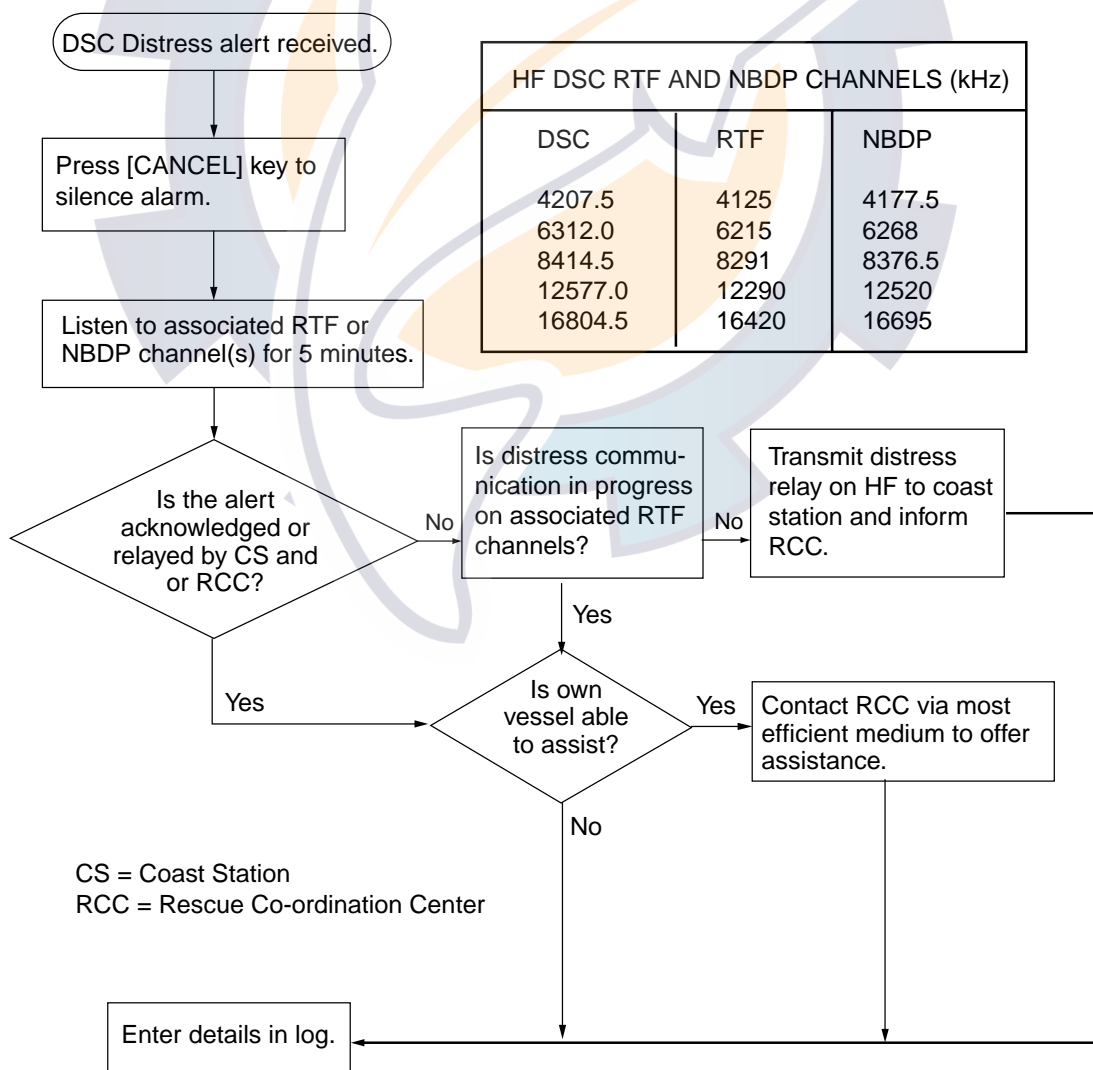 DSC Distress alert received.
HF DSC RTF AND NBDP CHANNELS (kHz)
DSC RTF NBDP
4207.5 4125 4177.5
6312.0 6215 6268
8414.5 8291 8376.5
12577.0 12290 12520
16804.5 16420 16695
Press [CANCEL] key to
silence alarm.
Listen to associated RTF or
NBDP channel(s) for 5 minutes.
Is the alert
acknowledged or
relayed by CS and
or RCC?
No
Is distress commu-
nication in progress
on associated RTF
channels?
No
Transmit distress
relay on HF to coast
station and inform
RCC.
Yes
Yes
Is own
vessel able
to assist?
Yes
Contact RCC via most
efficient medium to offer
assistance.
No
CS = Coast Station
RCC = Rescue Co-ordination Center
Enter details in log.